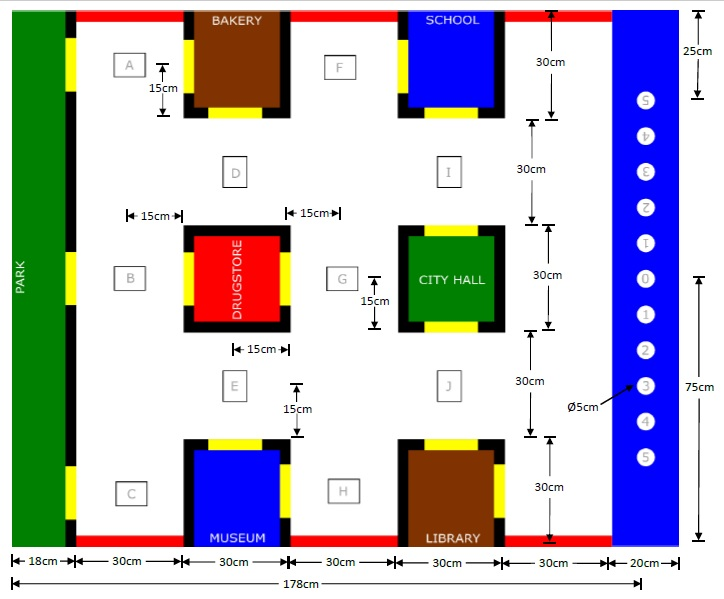 BAKERY
SCHOOL
A
F
15cm
30cm
25cm
5
4
D
I
30cm
3
2
15cm
15cm
1
PARK
B
DRUGSTORE
G
CITY HALL
30cm
0
15cm
1
15cm
2
E
J
30cm
3
75cm
15cm
Ø5cm
4
5
C
H
30cm
MUSEUM
LIBRARY
18cm
30cm
30cm
30cm
30cm
30cm
20cm
178cm